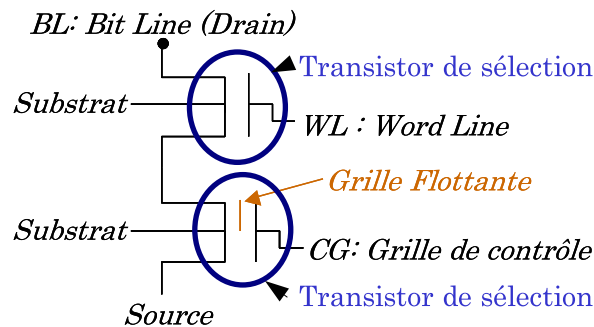 BL: Bit Line (Drain)
Transistor de sélection
Substrat
WL : Word Line
Grille Flottante
Substrat
CG: Grille de contrôle
Transistor de sélection
Source